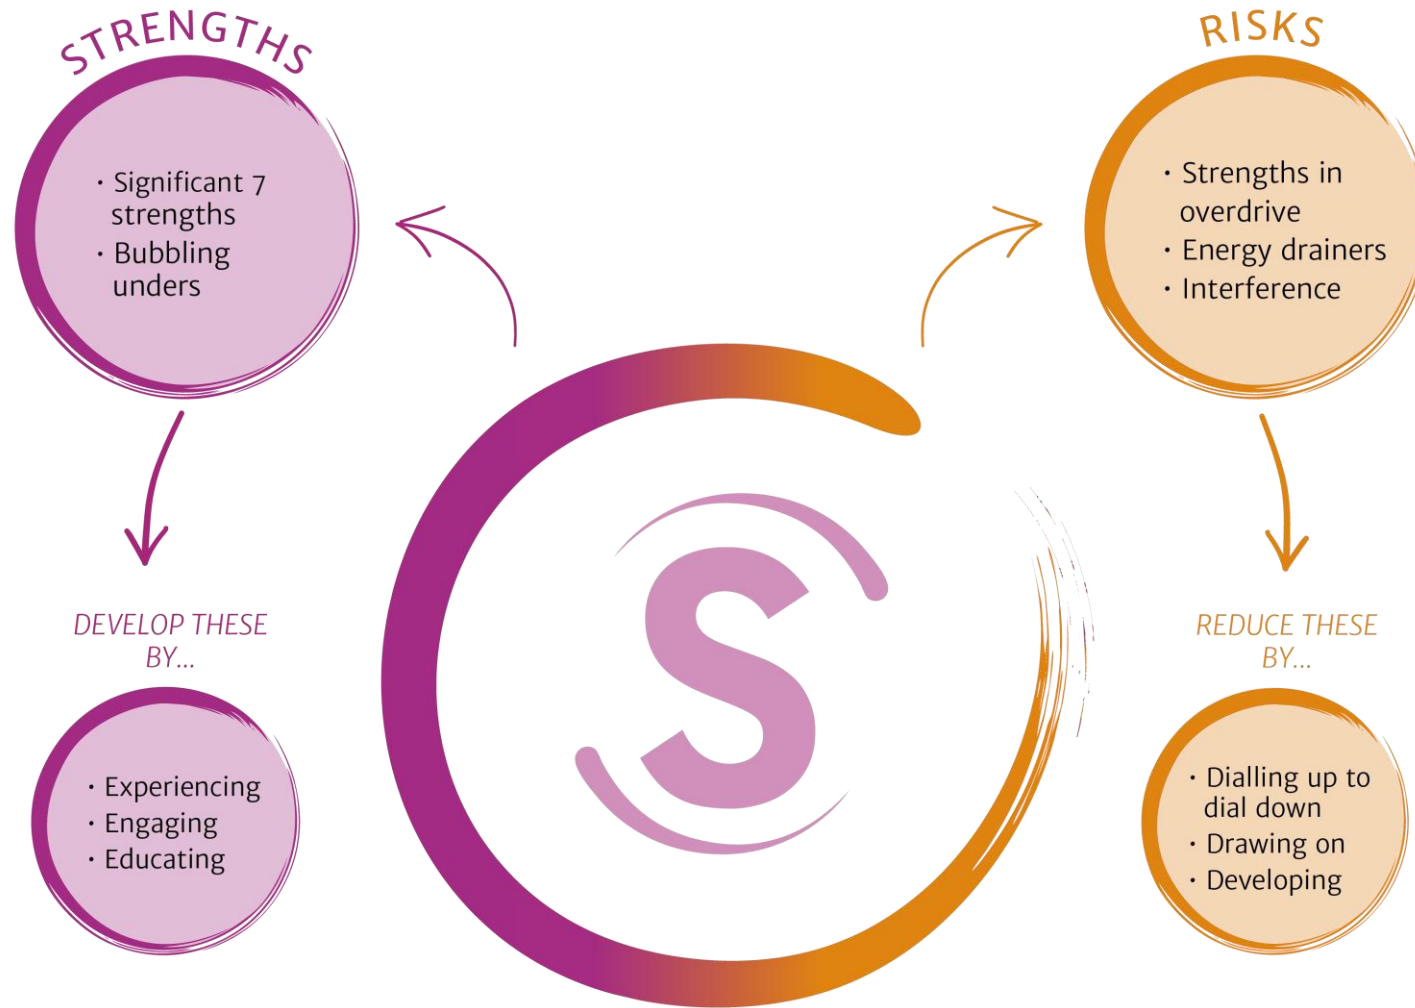 STRENGTHS
· Significant 7
strengths
· Bubbling
unders
DEVELOP THESE
BY...
· Experiencing
· Engaging
· Educating
S
RISKS
· Strengths in
overdrive
· Energy drainers
· Interference
REDUCE THESE
BY...
· Dialling up to
dial down
· Drawing on
· Developing